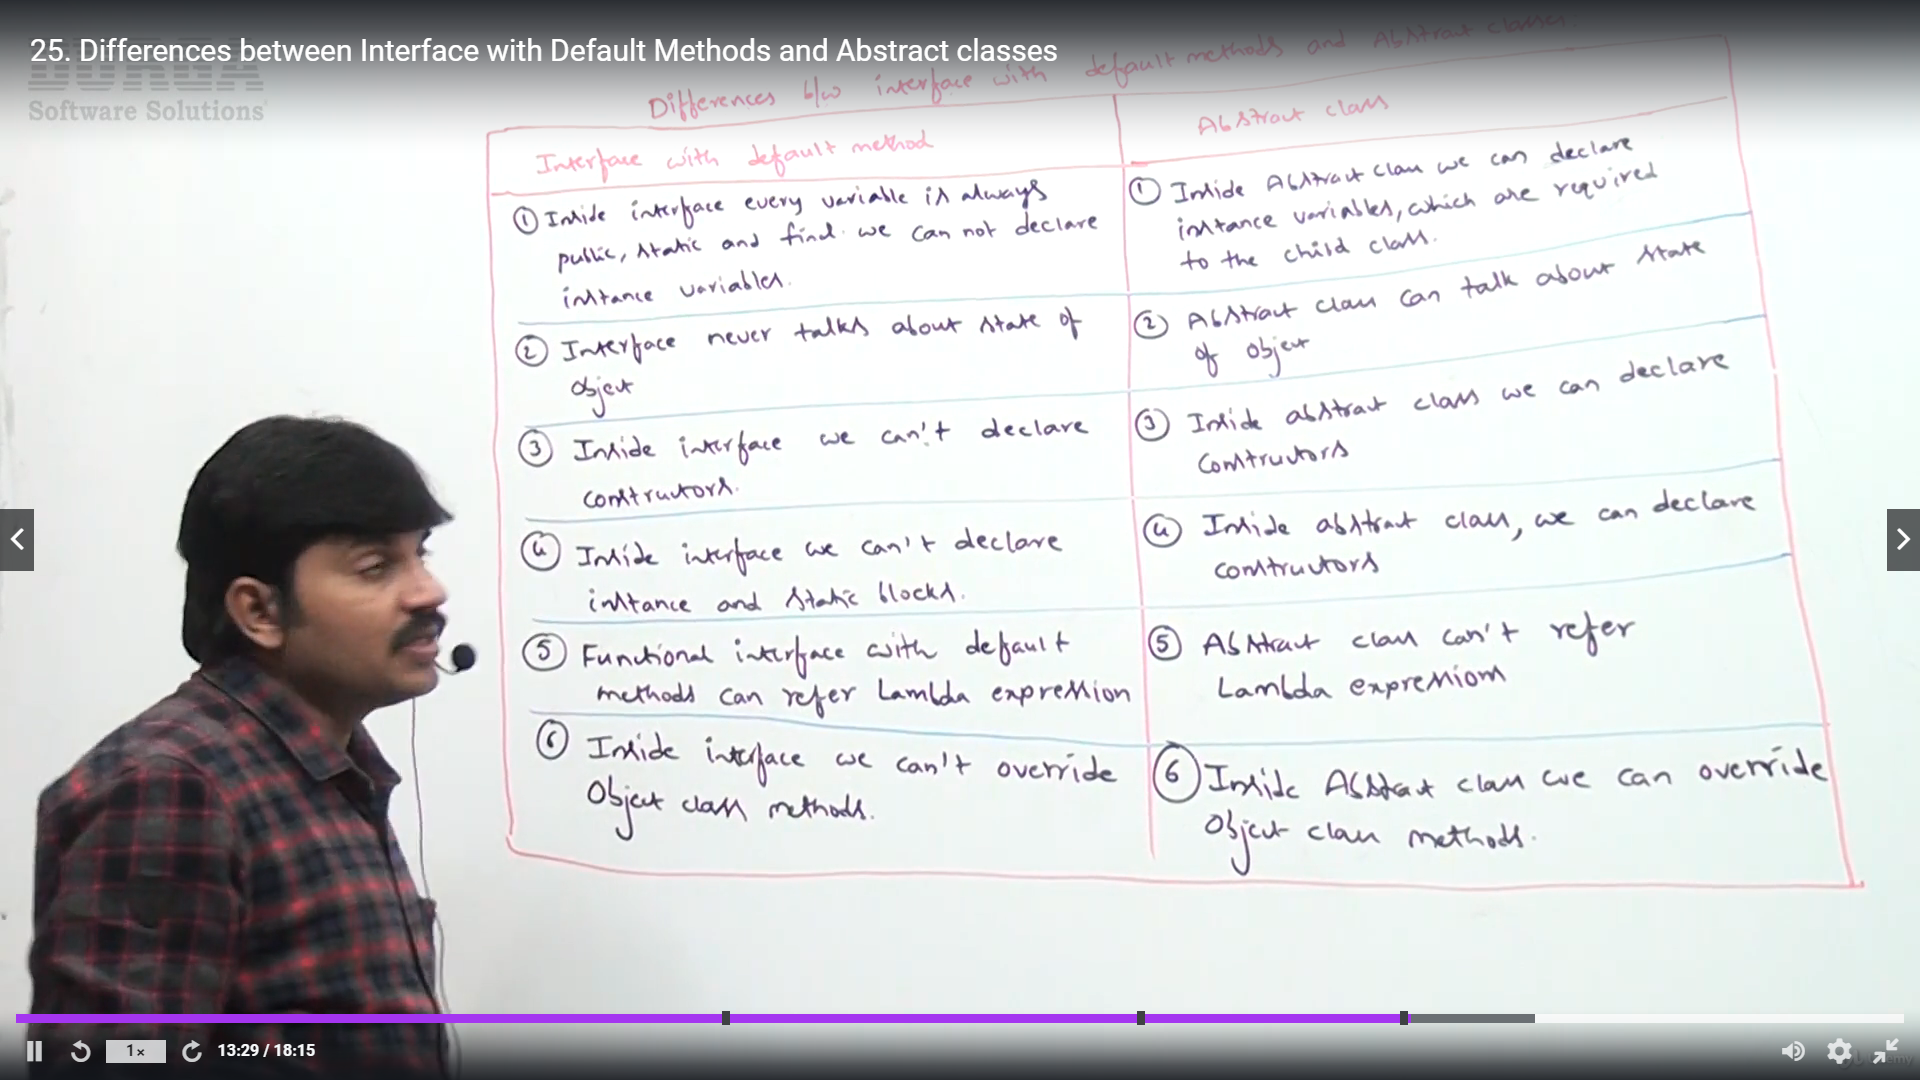 25. Differences between Interface with Default Methods and Abstract classes
DURGA
Software Solutions
Differences b/w interface with default methods and Abstract classes.
Interface with default method
Abstract class
① Inside interface every variable is always
public, static and final. we can not declare
instance variables.
① Inside Abstract class we can declare
instance variables, which are required
to the child class.
② Interface never talks about state of
object
② Abstract class can talk about state
of object
③ Inside interface we can't declare
constructors.
③ Inside abstract class we can declare
constructors
④ Inside interface we can't declare
instance and static blocks.
④ Inside abstract class, we can declare
constructors
⑤ Functional interface with default
methods can refer Lambda expression
⑤ Abstract class can't refer
Lambda expressions
⑥ Inside interface we can't override
Object class methods.
⑥ Inside Abstract class we can override
Object class methods.
1x
13:29 / 18:15